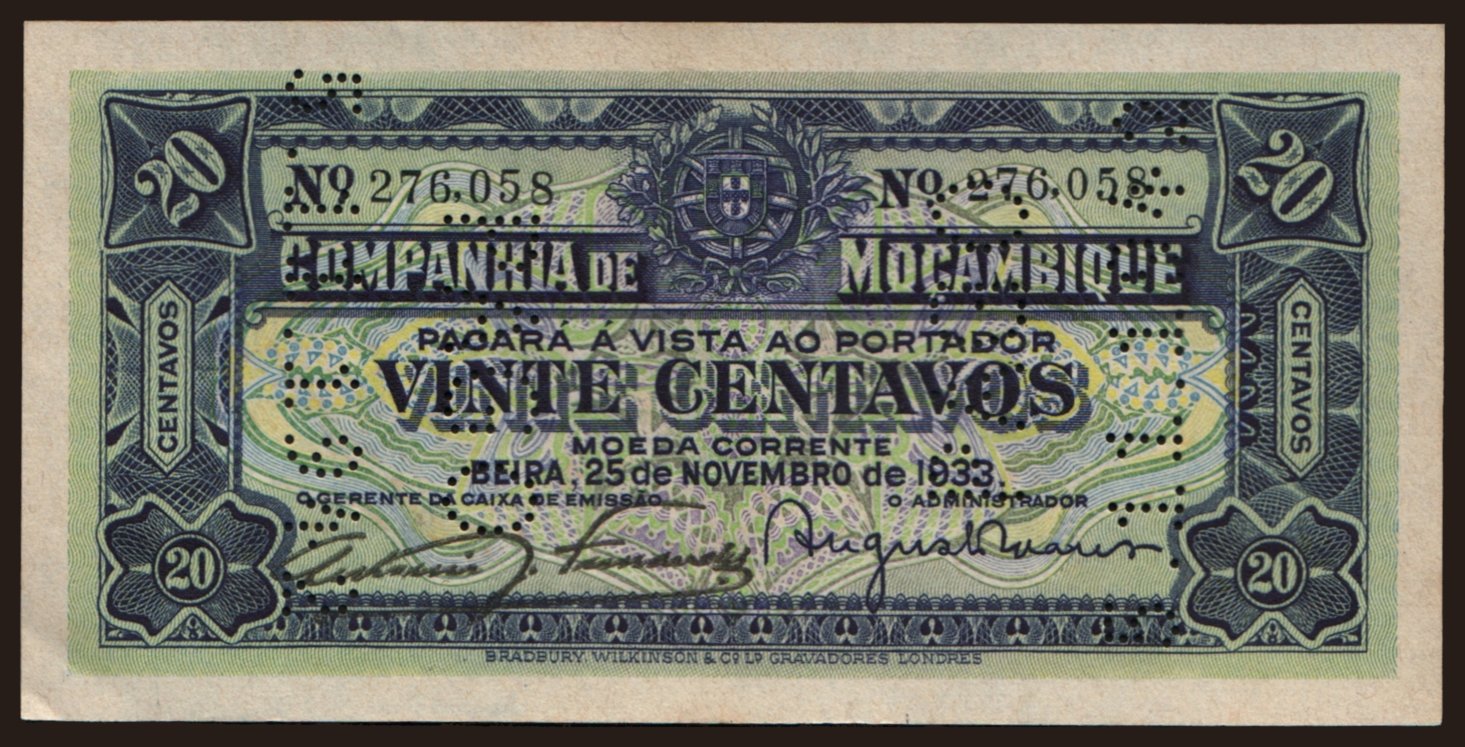 20 20
Nº 276,058 Nº 276,058
COMPANHIA DE MOÇAMBIQUE
CENTAVOS CENTAVOS
PAGARÁ Á VISTA AO PORTADOR
VINTE CENTAVOS
MOEDA CORRENTE
BEIRA, 25 de NOVEMBRO de 1933.
O GERENTE DA CAIXA DE EMISSÃO O ADMINISTRADOR
20 20
BRADBURY, WILKINSON & Cº Lº GRAVADORES LONDRES